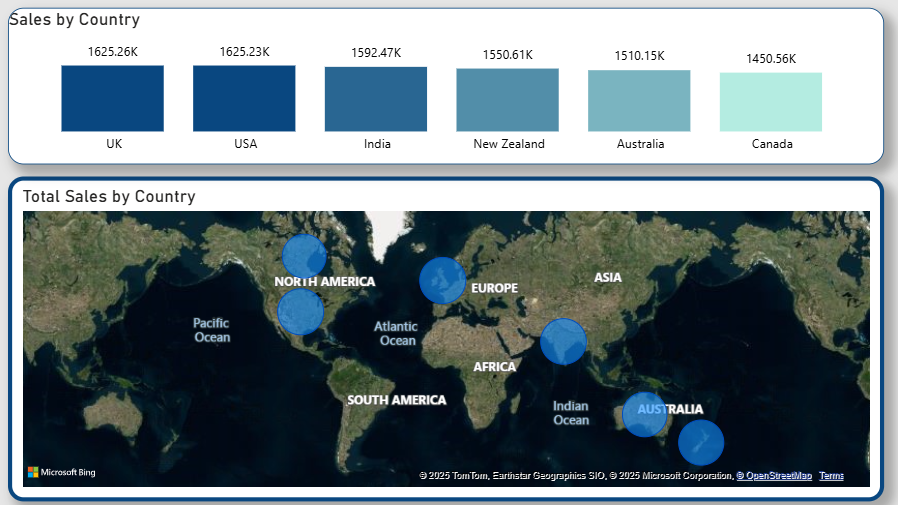 Sales by Country
1625.26K
1625.23K
1592.47K
1550.61K
1510.15K
1450.56K
UK
USA
India
New Zealand
Australia
Canada
Total Sales by Country
NORTH AMERICA
EUROPE
ASIA
Pacific
Ocean
Atlantic
Ocean
AFRICA
SOUTH AMERICA
Indian
Ocean
AUSTRALIA
Microsoft Bing
© 2025 TomTom, Earthstar Geographics SIO, © 2025 Microsoft Corporation, © OpenStreetMap Terms